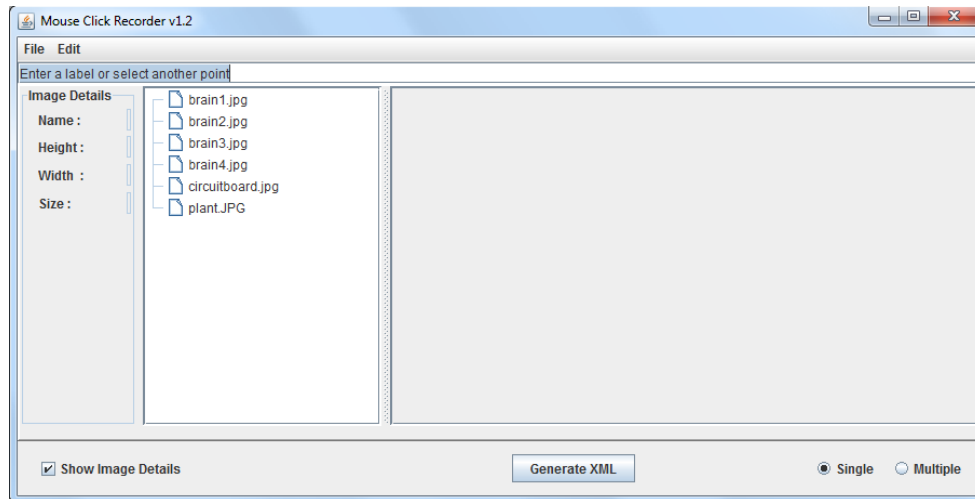 Mouse Click Recorder v1.2
File Edit
Enter a label or select another point
Image Details
Name :
Height :
Width :
Size :
brain1.jpg
brain2.jpg
brain3.jpg
brain4.jpg
circuitboard.jpg
plant.JPG
Show Image Details
Generate XML
Single
Multiple